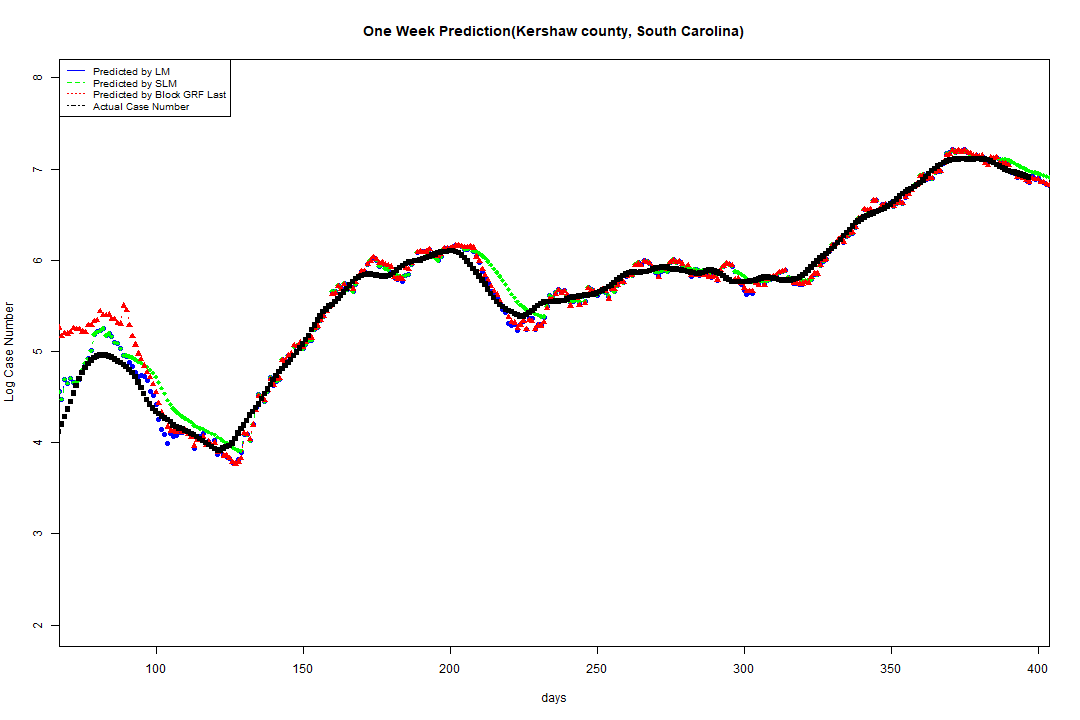 One Week Prediction(Kershaw county, South Carolina)
Predicted by LM
Predicted by SLM
Predicted by Block GRF Last
Actual Case Number
8
7
6
5
4
3
2
Log Case Number
100 150 200 250 300 350 400
days